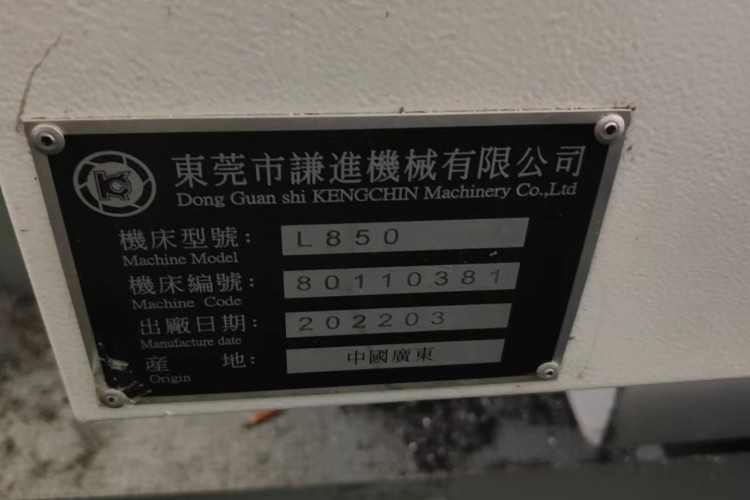 東莞市謙進機械有限公司
Dong Guan shi KENGCHIN Machinery Co.,Ltd
機床型號: L850
Machine Model
機床編號: 80110381
Machine Code
出廠日期: 202203
Manufacture date
産 地: 中國廣東
Origin